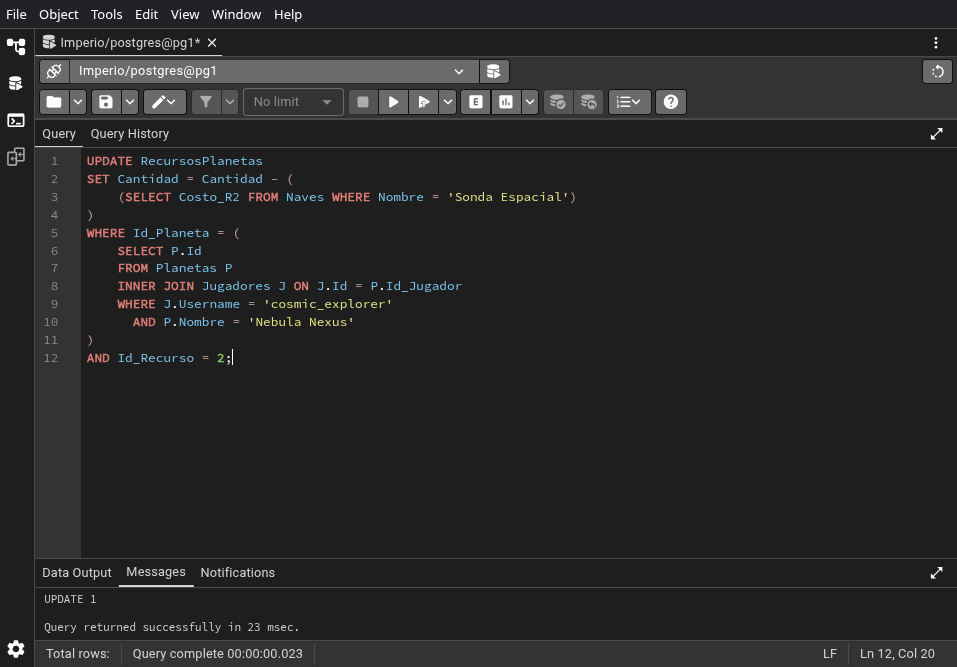 File Object Tools Edit View Window Help
Imperio/postgres@pg1*
Imperio/postgres@pg1
No limit
E
Query Query History
1 UPDATE RecursosPlanetas
2 SET Cantidad = Cantidad - (
3 (SELECT Costo_R2 FROM Naves WHERE Nombre = 'Sonda Espacial')
4 )
5 WHERE Id_Planeta = (
6 SELECT P.Id
7 FROM Planetas P
8 INNER JOIN Jugadores J ON J.Id = P.Id_Jugador
9 WHERE J.Username = 'cosmic_explorer'
10 AND P.Nombre = 'Nebula Nexus'
11 )
12 AND Id_Recurso = 2;
Data Output Messages Notifications
UPDATE 1
Query returned successfully in 23 msec.
Total rows: Query complete 00:00:00.023 LF Ln 12, Col 20